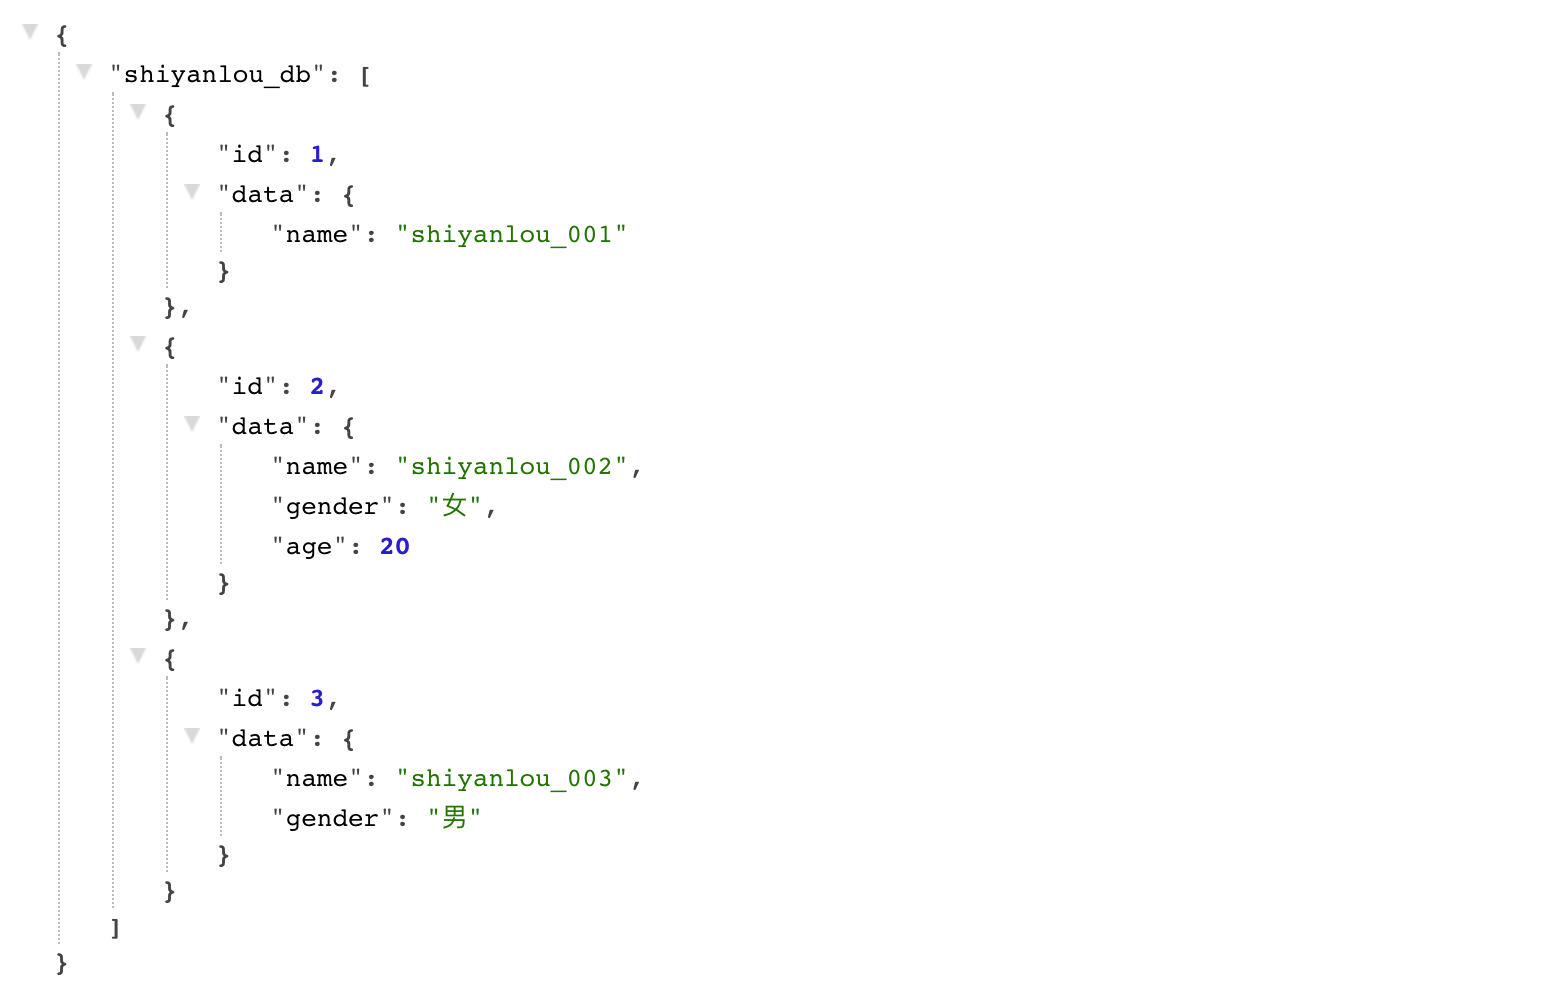 {
"shiyanlou_db": [
{
"id": 1,
"data": {
"name": "shiyanlou_001"
}
},
{
"id": 2,
"data": {
"name": "shiyanlou_002",
"gender": "女",
"age": 20
}
},
{
"id": 3,
"data": {
"name": "shiyanlou_003",
"gender": "男"
}
}
]
}